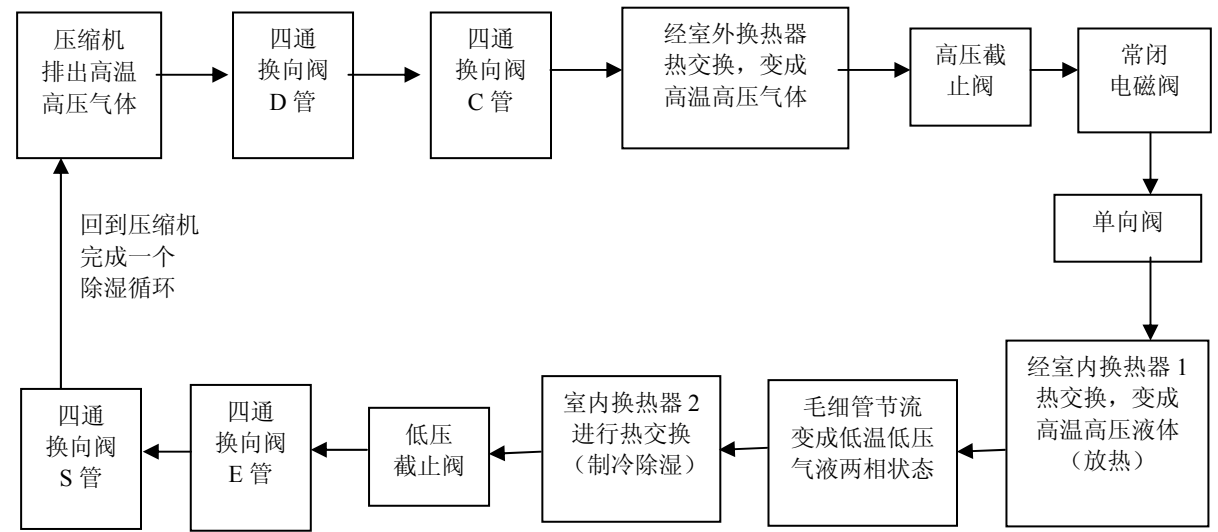 压缩机
排出高温
高压气体
四通
换向阀
D 管
四通
换向阀
C 管
经室外换热器
热交换，变成
高温高压气体
高压截
止阀
常闭
电磁阀
单向阀
经室内换热器 1
热交换，变成
高温高压液体
（放热）
毛细管节流
变成低温低压
气液两相状态
室内换热器 2
进行热交换
（制冷除湿）
低压
截止阀
四通
换向阀
E 管
四通
换向阀
S 管
回到压缩机
完成一个
除湿循环